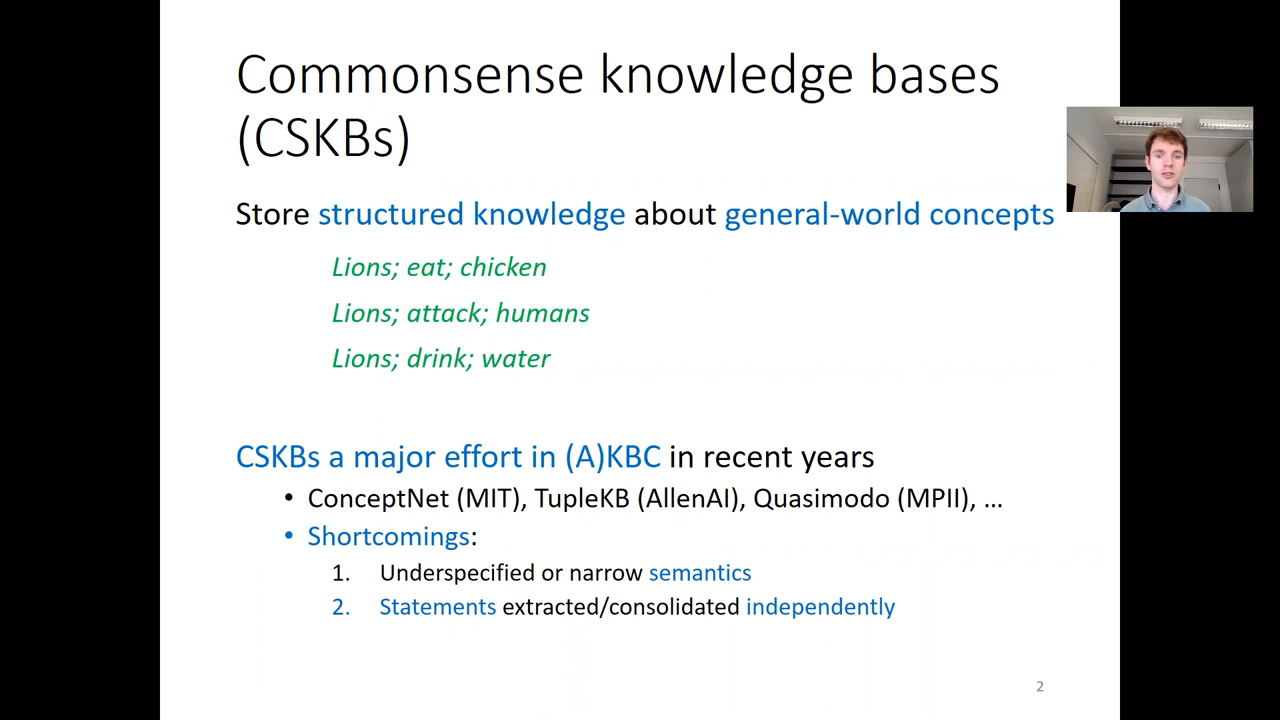 Commonsense knowledge bases
(CSKBs)
Store structured knowledge about general-world concepts
Lions; eat; chicken
Lions; attack; humans
Lions; drink; water
CSKBs a major effort in (A)KBC in recent years
• ConceptNet (MIT), TupleKB (AllenAI), Quasimodo (MPII), …
• Shortcomings:
1. Underspecified or narrow semantics
2. Statements extracted/consolidated independently
2